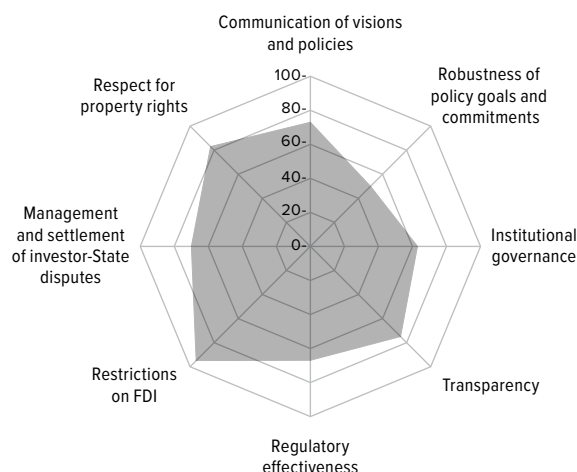 Communication of visions
and policies
Respect for
property rights
Robustness of
policy goals and
commitments
100-
80-
60-
40-
20-
0-
Management
and settlement
of investor-State
disputes
Institutional
governance
Restrictions
on FDI
Transparency
Regulatory
effectiveness